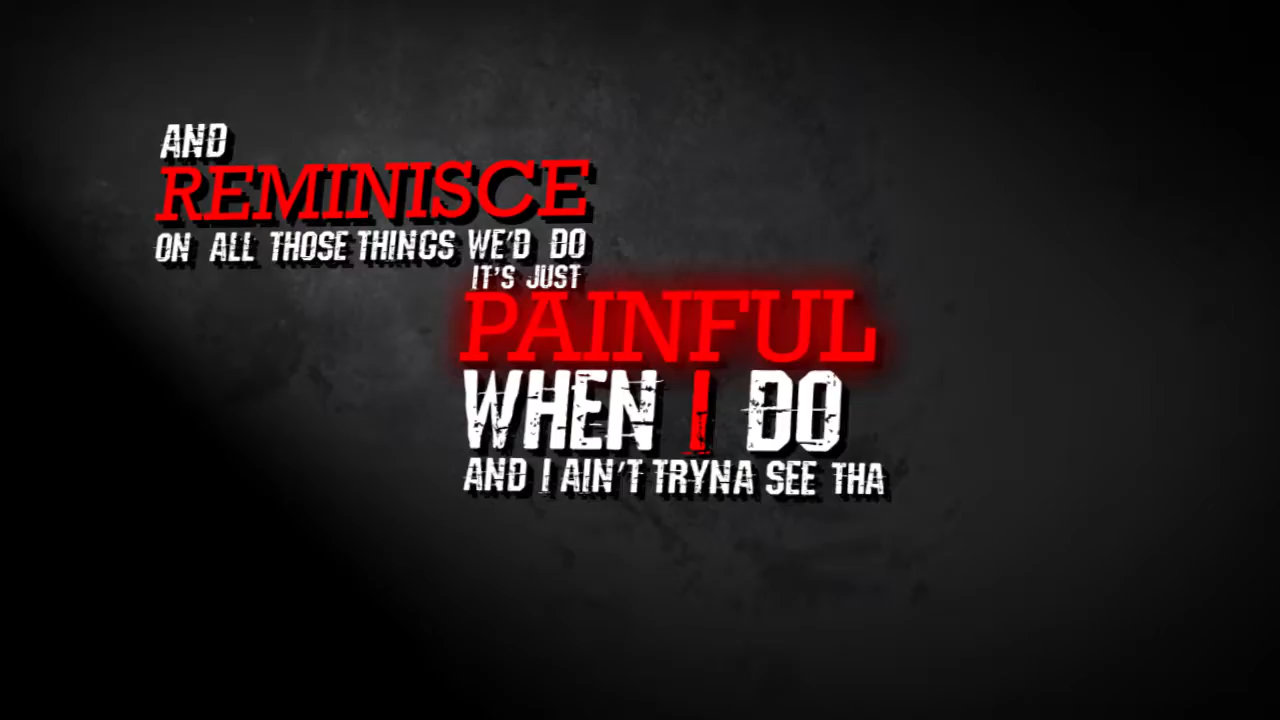 AND
REMINISCE
ON ALL THOSE THINGS WE'D DO
IT'S JUST
PAINFUL
WHEN I DO
AND I AIN'T TRYNA SEE THA